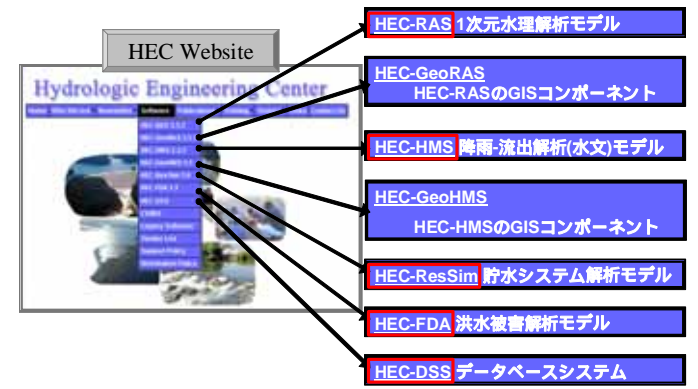 HEC Website
Hydrologic Engineering Center
Software
HEC-RAS 1次元水理解析モデル
HEC-GeoRAS
HEC-RASのGISコンポーネント
HEC-HMS 降雨-流出解析(水文)モデル
HEC-GeoHMS
HEC-HMSのGISコンポーネント
HEC-ResSim 貯水システム解析モデル
HEC-FDA 洪水被害解析モデル
HEC-DSS データベースシステム